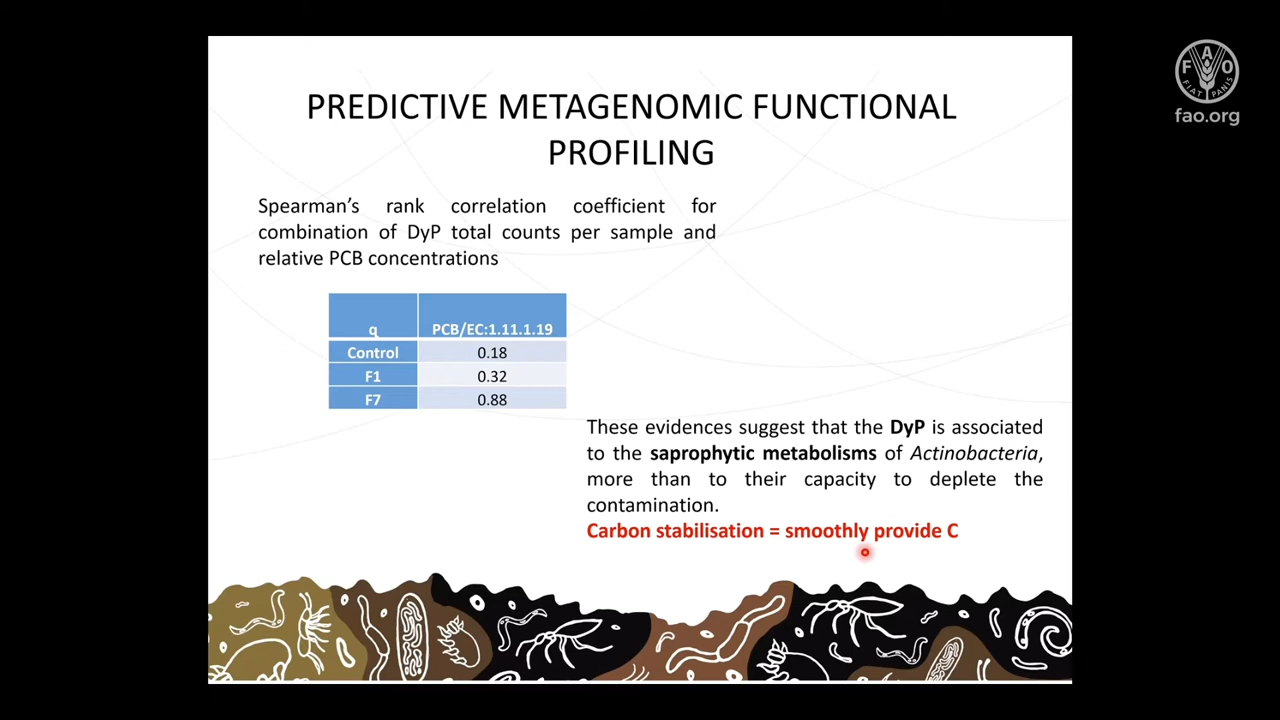 F A O
FIAT PANIS
fao.org
PREDICTIVE METAGENOMIC FUNCTIONAL
PROFILING
Spearman’s rank correlation coefficient for
combination of DyP total counts per sample and
relative PCB concentrations
q PCB/EC:1.11.1.19
Control 0.18
F1 0.32
F7 0.88
These evidences suggest that the DyP is associated
to the saprophytic metabolisms of Actinobacteria,
more than to their capacity to deplete the
contamination.
Carbon stabilisation = smoothly provide C